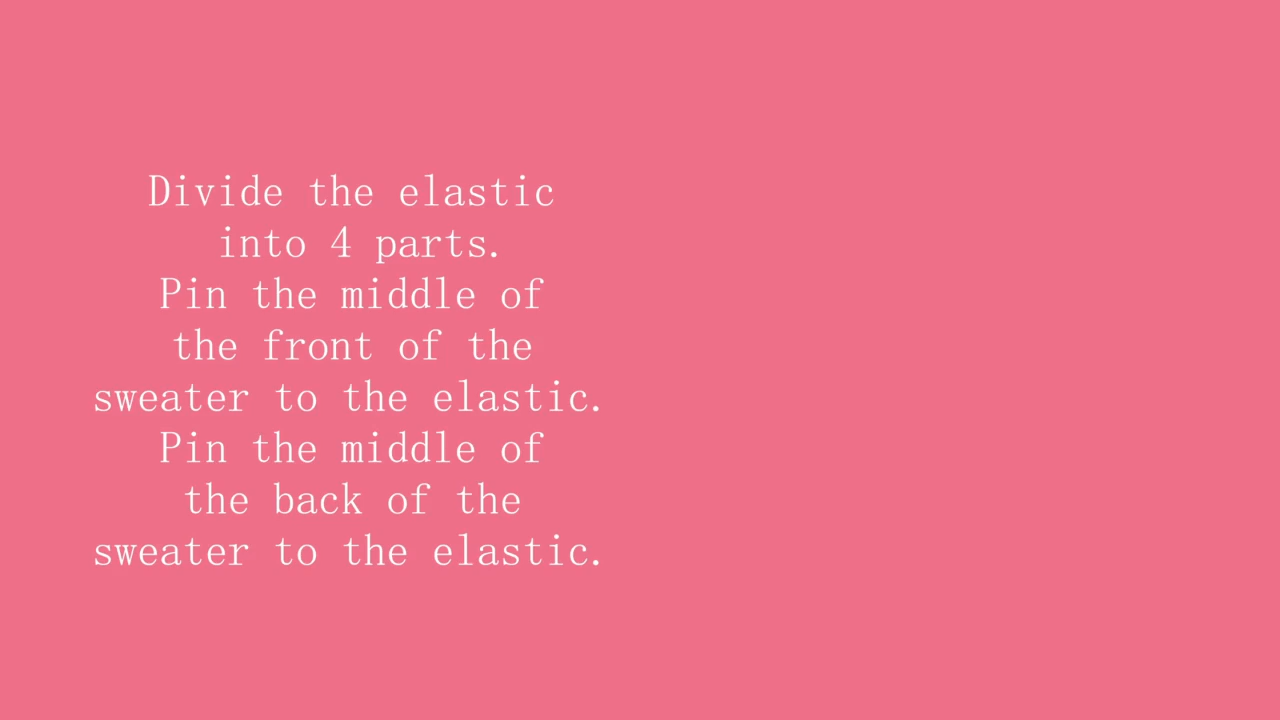 Divide the elastic
into 4 parts.
Pin the middle of
the front of the
sweater to the elastic.
Pin the middle of
the back of the
sweater to the elastic.